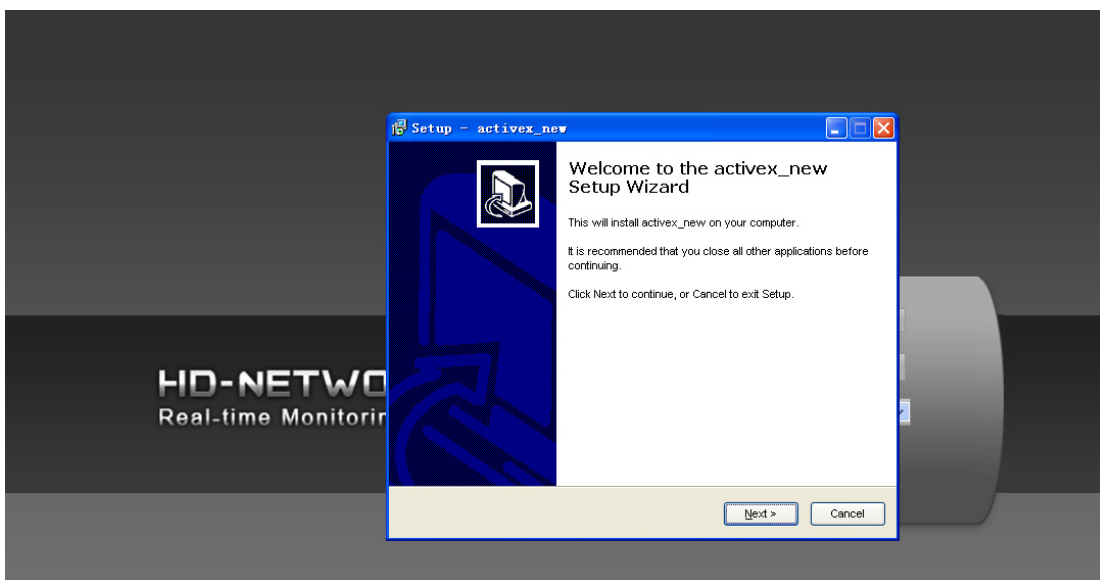 Setup - activex_new
Welcome to the activex_new
Setup Wizard
This will install activex_new on your computer.
It is recommended that you close all other applications before
continuing.
Click Next to continue, or Cancel to exit Setup.
HD-NETWO
Real-time Monitorin
Next >
Cancel